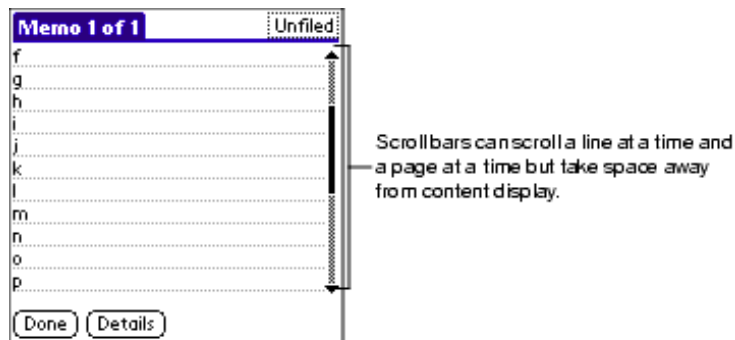 Memo 1 of 1 Unfiled
f
g
h
i
j
k
l
m
n
o
p
Done Details
Scrollbars can scroll a line at a time and
a page at a time but take space away
from content display.